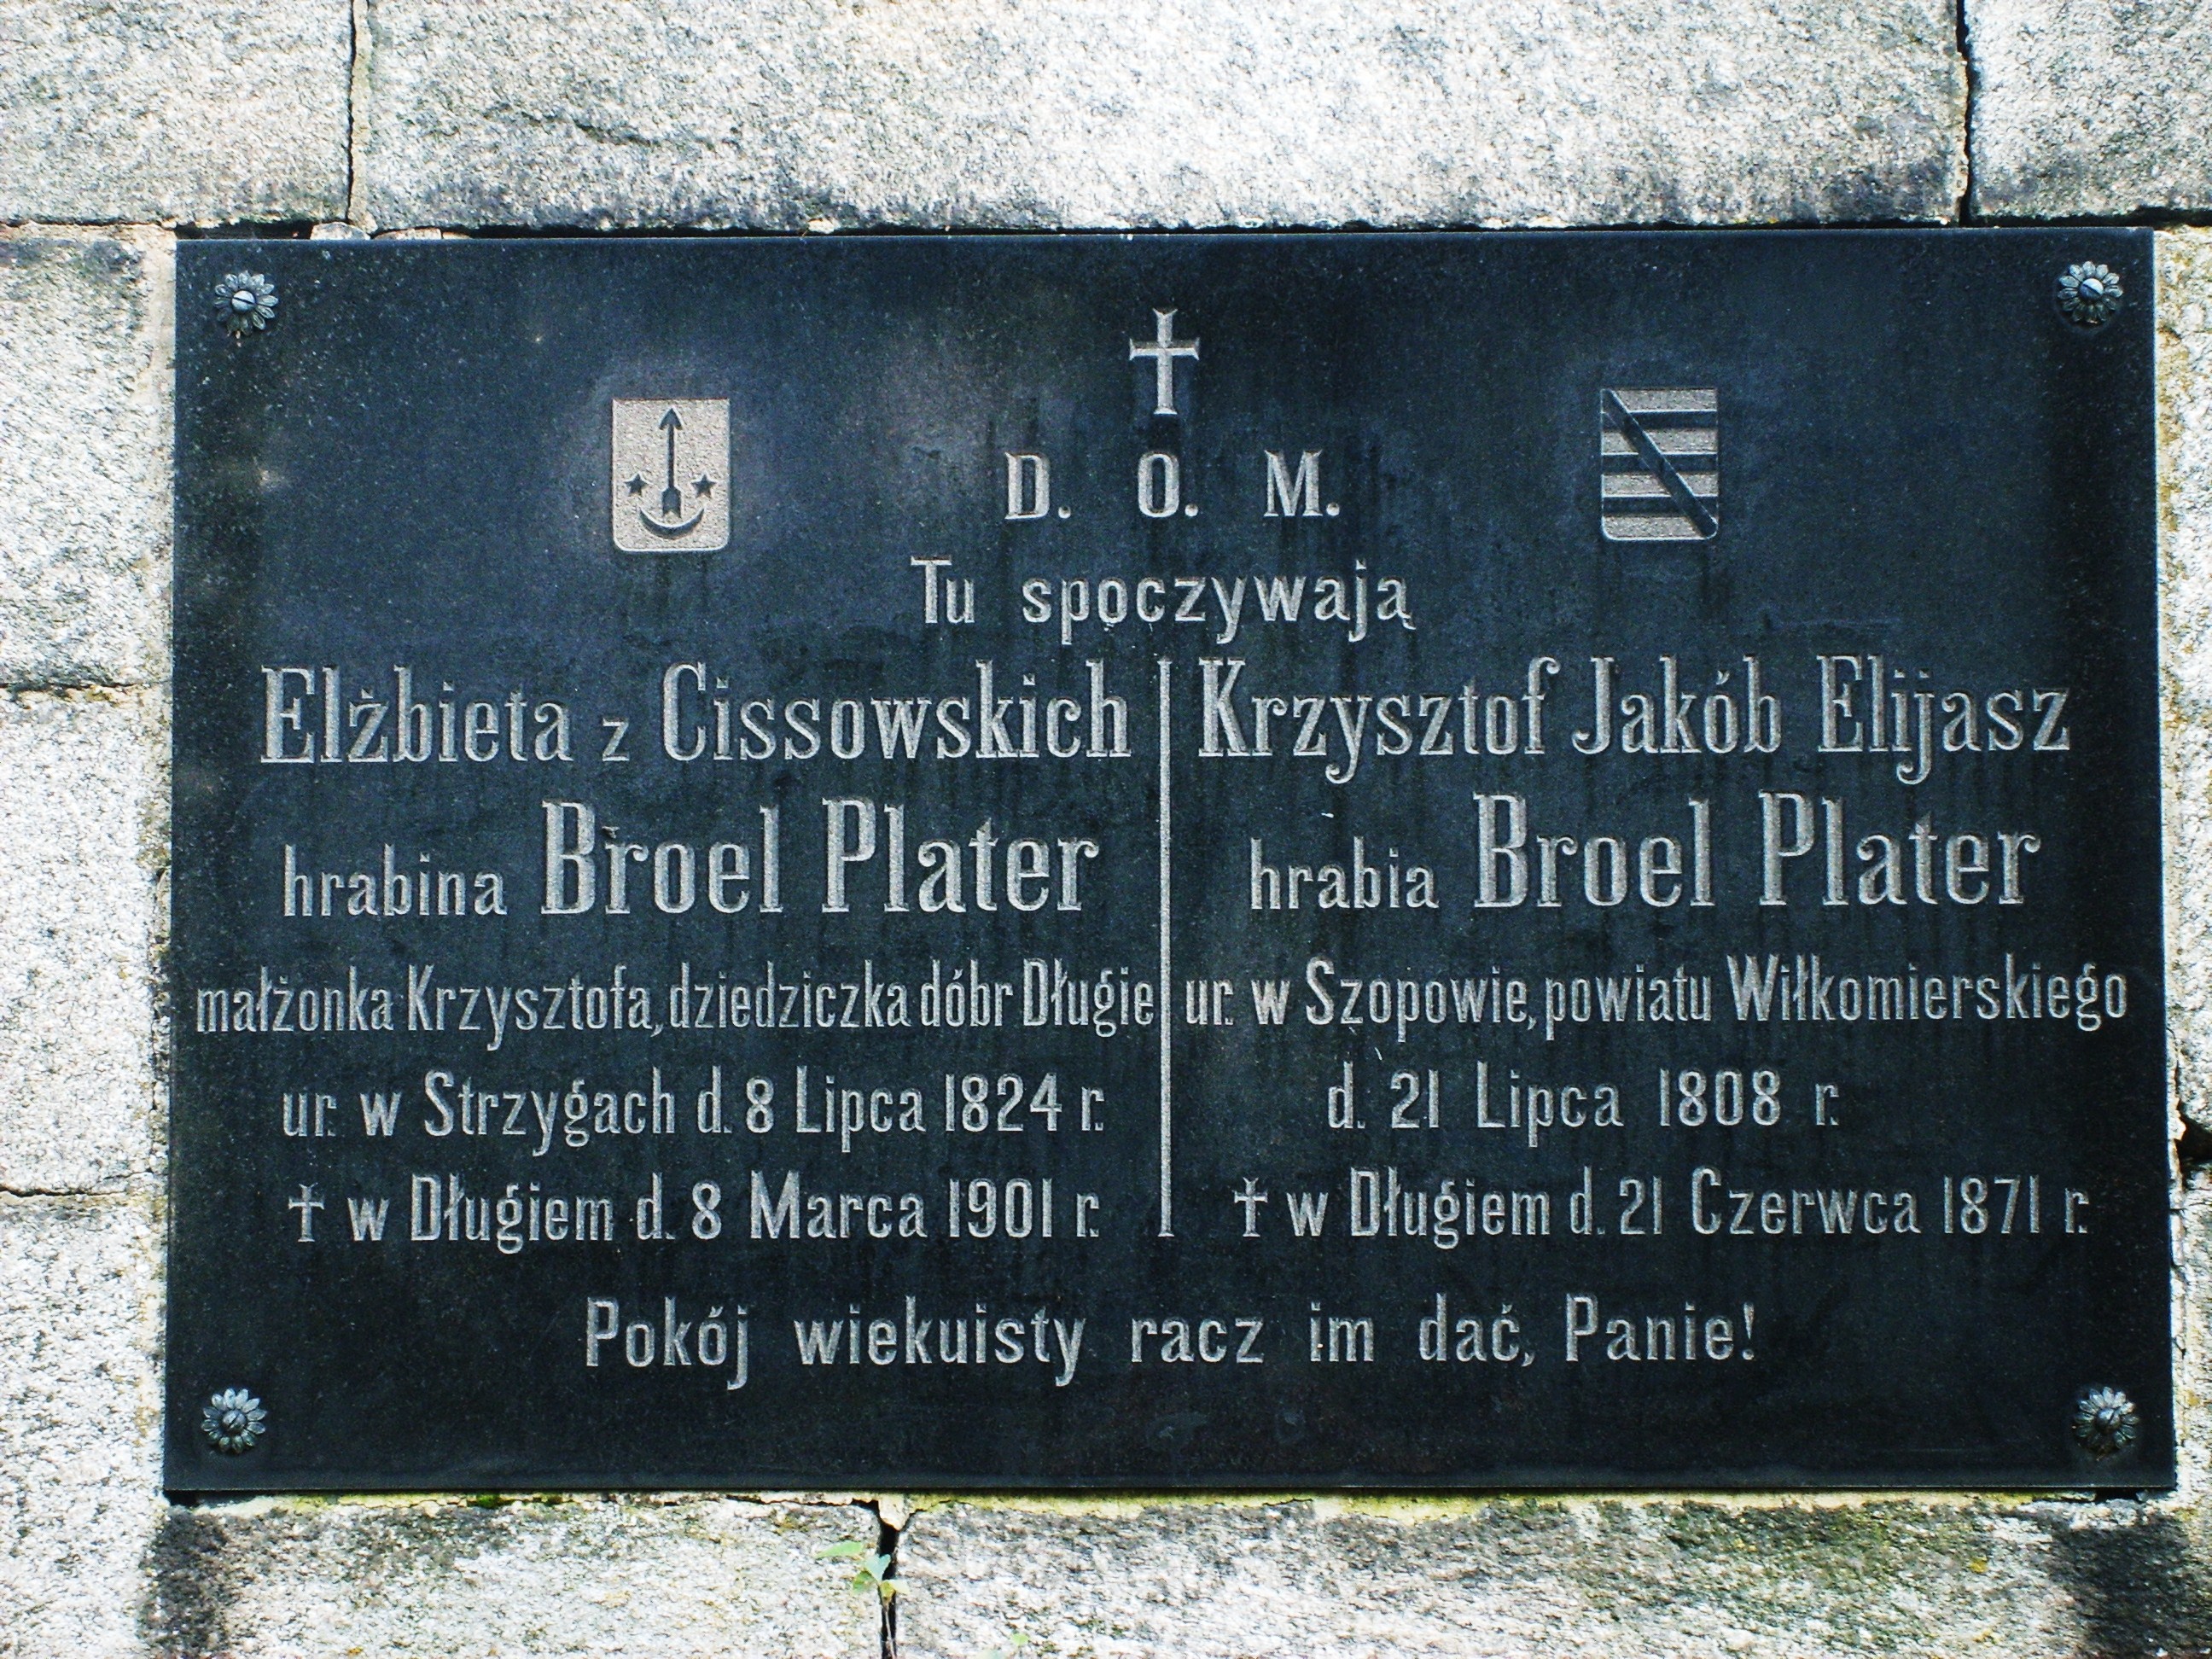 D. O. M.
Tu spoczywają
Elżbieta z Cissowskich
hrabina Broel Plater
małżonka Krzysztofa, dziedziczka dóbr Długie
ur. w Strzygach d. 8 Lipca 1824 r.
✝ w Długiem d. 8 Marca 1901 r.
Krzysztof Jakób Elijasz
hrabia Broel Plater
ur. w Szopowie, powiatu Wiłkomierskiego
d. 21 Lipca 1808 r.
✝ w Długiem d. 21 Czerwca 1871 r.
Pokój wiekuisty racz im dać, Panie!